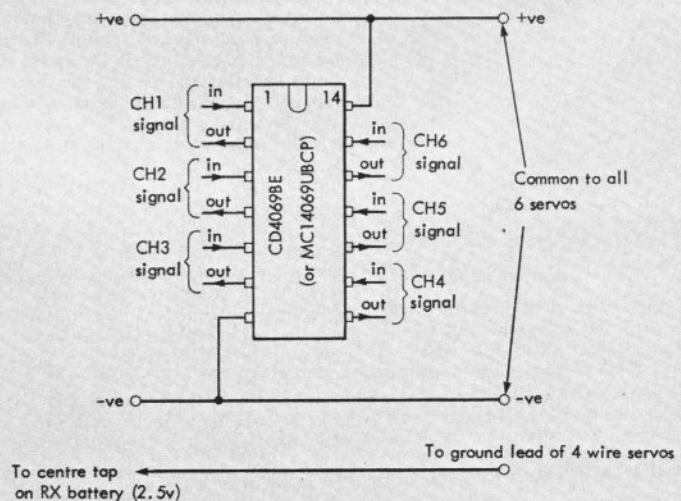 +ve
+ve
CH1
signal
in
out
1
14
in
out
CH6
signal
CH2
signal
in
out
CD4069BE
(or MC14069UBCP)
in
out
CH5
signal
Common to all
6 servos
CH3
signal
in
out
in
out
CH4
signal
-ve
-ve
To ground lead of 4 wire servos
To centre tap
on RX battery (2.5v)